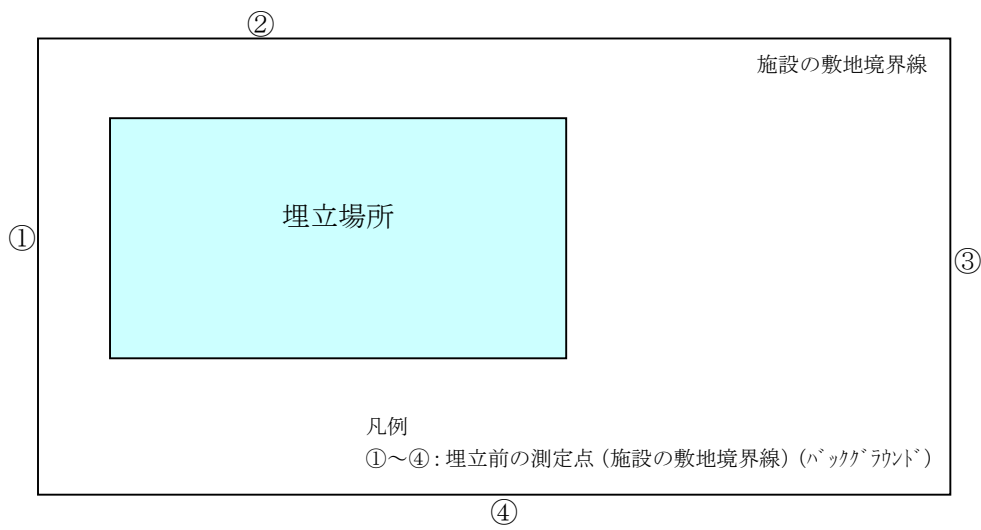 ②
施設の敷地境界線
埋立場所
①
③
凡例
①～④：埋立前の測定点（施設の敷地境界線）（ﾊﾞｯｸｸﾞﾗｳﾝﾄﾞ）
④